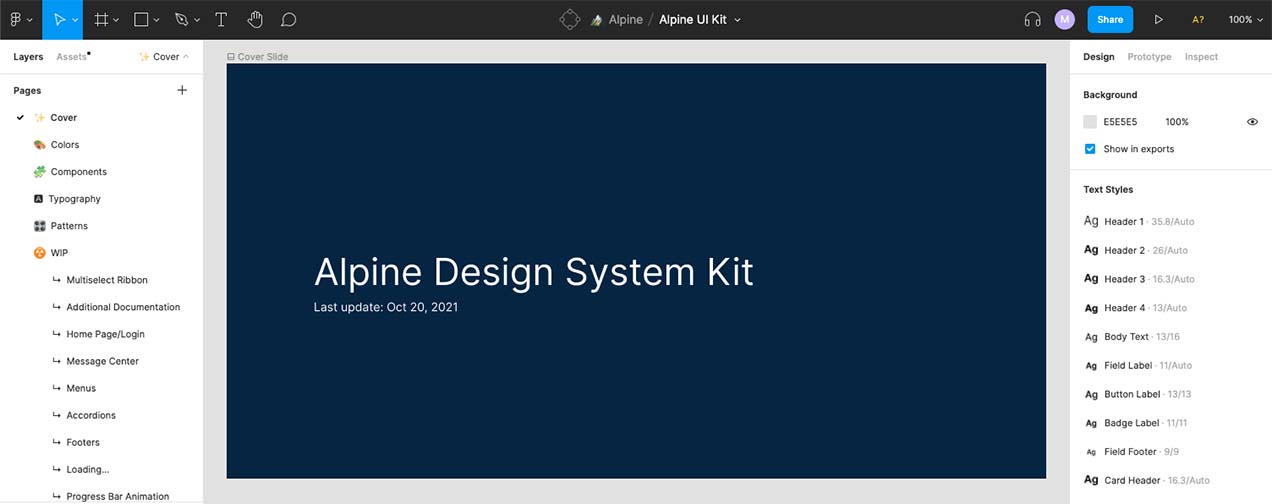 Alpine / Alpine UI Kit
M
Share
A?
100%
Layers
Assets
✨ Cover
Pages
Cover
Colors
Components
Typography
Patterns
WIP
Multiselect Ribbon
Additional Documentation
Home Page/Login
Message Center
Menus
Accordions
Footers
Loading...
Progress Bar Animation
Cover Slide
Alpine Design System Kit
Last update: Oct 20, 2021
Design
Prototype
Inspect
Background
E5E5E5 100%
Show in exports
Text Styles
Ag Header 1 · 35.8/Auto
Ag Header 2 · 26/Auto
Ag Header 3 · 16.3/Auto
Ag Header 4 · 13/Auto
Ag Body Text · 13/16
Ag Field Label · 11/Auto
Ag Button Label · 13/13
Ag Badge Label · 11/11
Ag Field Footer · 9/9
Ag Card Header · 16.3/Auto